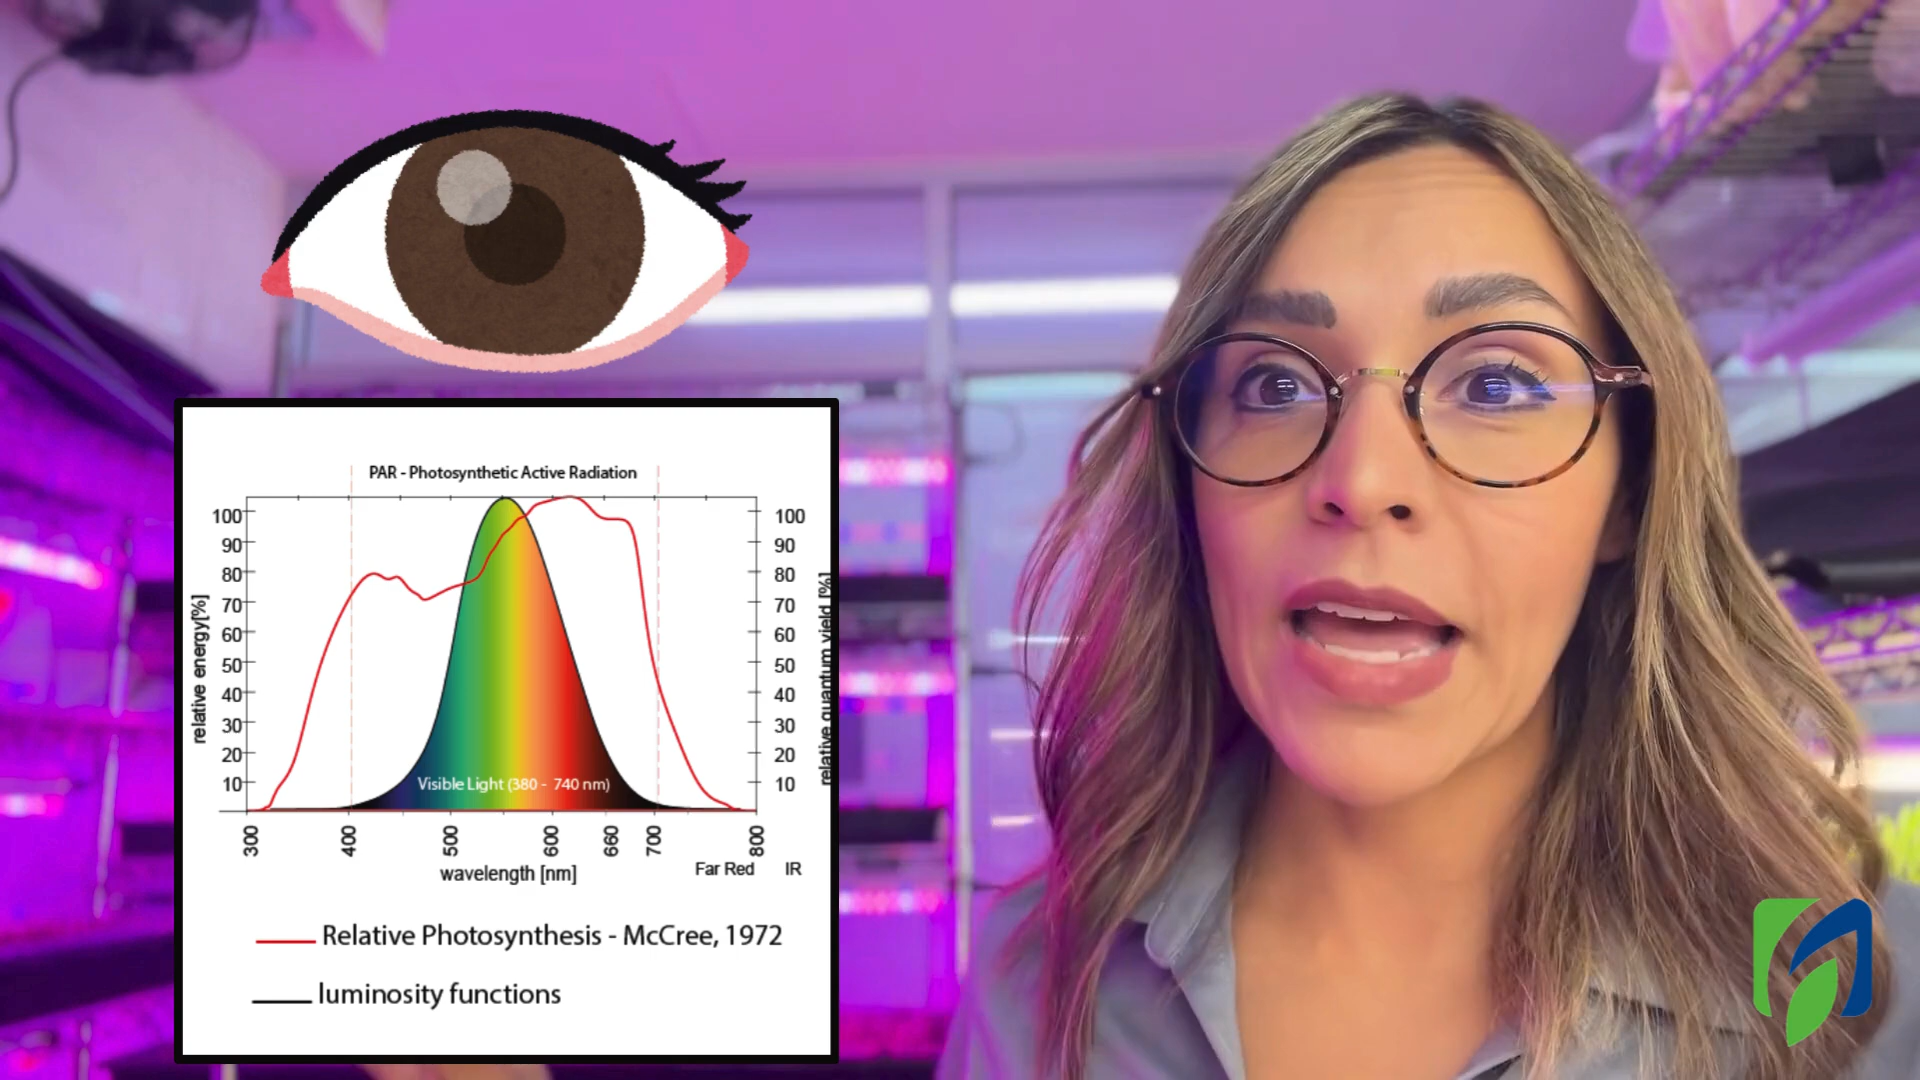 PAR - Photosynthetic Active Radiation
100 100
90 90
80 80
70 70
60 60
50 50
40 40
30 30
20 20
10 10
relative energy[%]
relative quantum yield [%]
Visible Light (380 - 740 nm)
300 400 500 600 660 700 800
wavelength [nm]
Far Red IR
Relative Photosynthesis - McCree, 1972
luminosity functions